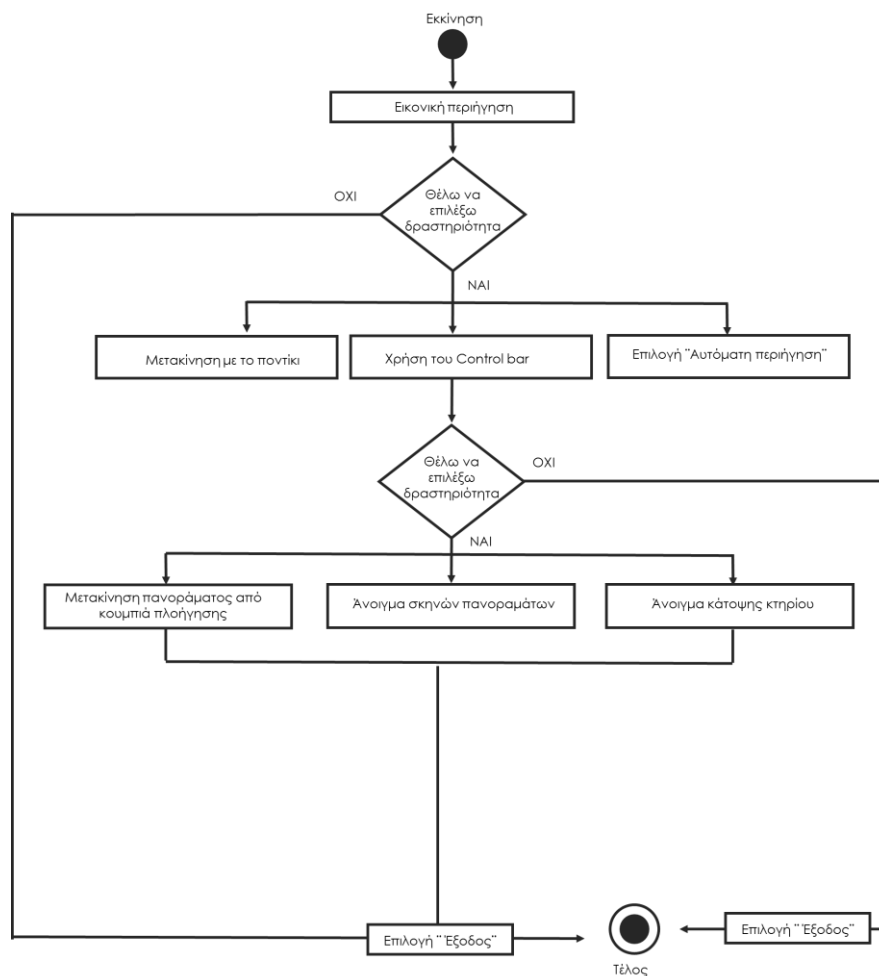 Εκκίνηση
Εικονική περιήγηση
ΟΧΙ
Θέλω να
επιλέξω
δραστηριότητα
ΝΑΙ
Μετακίνηση με το ποντίκι
Χρήση του Control bar
Επιλογή ¨Αυτόματη περιήγηση¨
Θέλω να
επιλέξω
δραστηριότητα
ΟΧΙ
ΝΑΙ
Μετακίνηση πανοράματος από
κουμπιά πλοήγησης
Άνοιγμα σκηνών πανοραμάτων
Άνοιγμα κάτοψης κτηρίου
Επιλογή ¨Έξοδος¨
Επιλογή ¨Έξοδος¨
Τέλος